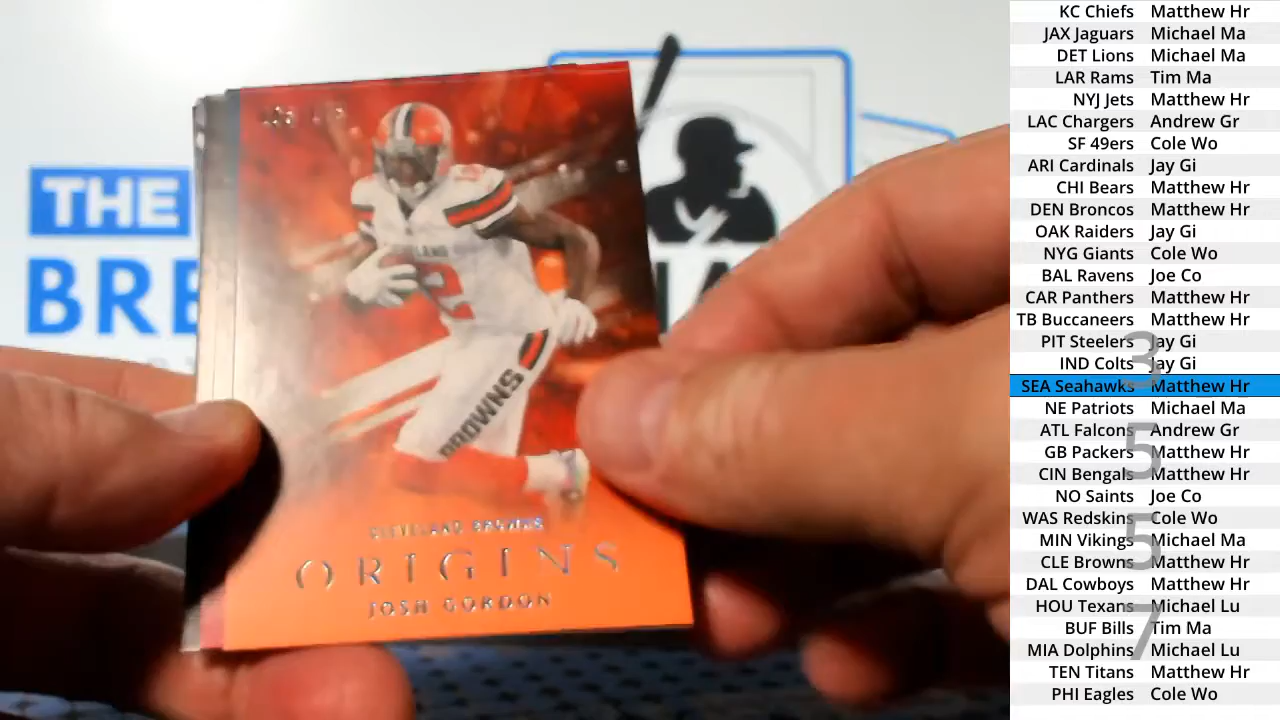 THE
BRE
CLEVELAND BROWNS
ORIGINS
JOSH GORDON
BROWNS
KC Chiefs Matthew Hr
JAX Jaguars Michael Ma
DET Lions Michael Ma
LAR Rams Tim Ma
NYJ Jets Matthew Hr
LAC Chargers Andrew Gr
SF 49ers Cole Wo
ARI Cardinals Jay Gi
CHI Bears Matthew Hr
DEN Broncos Matthew Hr
OAK Raiders Jay Gi
NYG Giants Cole Wo
BAL Ravens Joe Co
CAR Panthers Matthew Hr
TB Buccaneers Matthew Hr
PIT Steelers Jay Gi
IND Colts Jay Gi
SEA Seahawks Matthew Hr
NE Patriots Michael Ma
ATL Falcons Andrew Gr
GB Packers Matthew Hr
CIN Bengals Matthew Hr
NO Saints Joe Co
WAS Redskins Cole Wo
MIN Vikings Michael Ma
CLE Browns Matthew Hr
DAL Cowboys Matthew Hr
HOU Texans Michael Lu
BUF Bills Tim Ma
MIA Dolphins Michael Lu
TEN Titans Matthew Hr
PHI Eagles Cole Wo
3
5
5
7